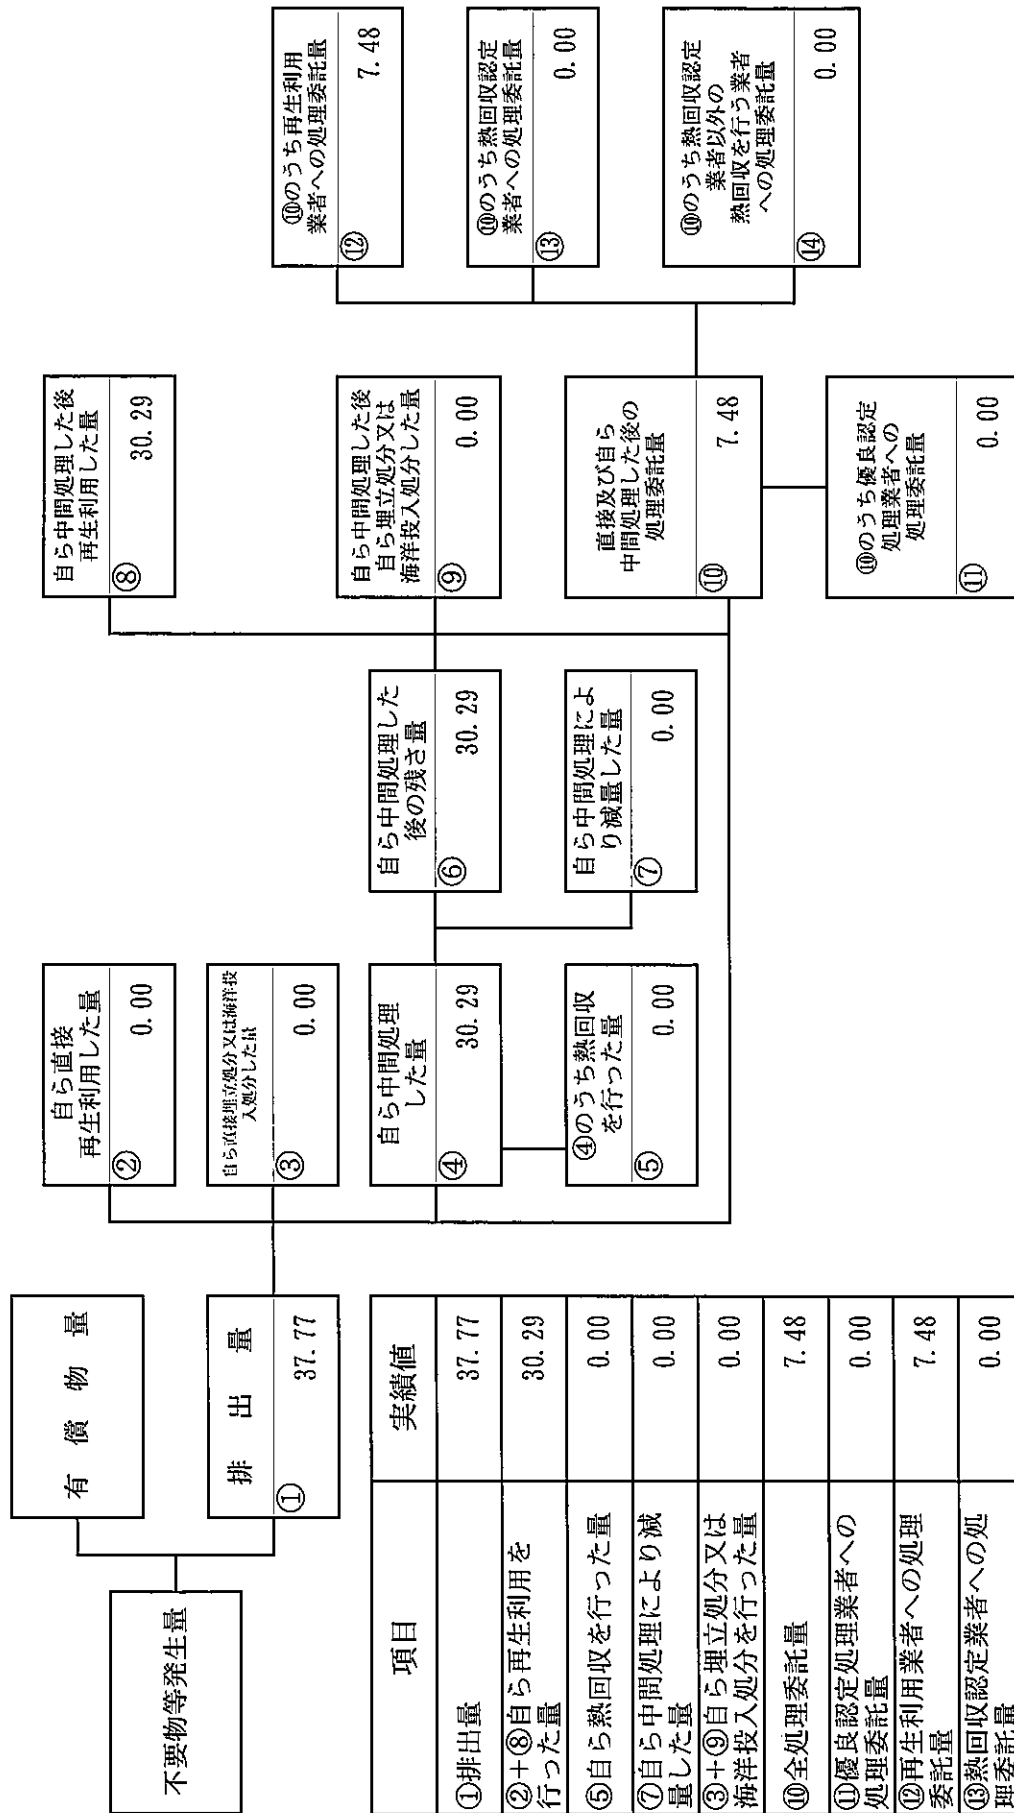 不要物等発生量
有償物量
排出量
① 37.77
自ら直接
再生利用した量
② 0.00
自ら直接埋立処分又は海洋投
入処分した量
③ 0.00
自ら中間処理
した量
④ 30.29
④のうち熱回収
を行った量
⑤ 0.00
自ら中間処理した
後の残さ量
⑥ 30.29
自ら中間処理によ
り減量した量
⑦ 0.00
自ら中間処理した後
再生利用した量
⑧ 30.29
自ら中間処理した後
自ら埋立処分又は
海洋投入処分した量
⑨ 0.00
直接及び自ら
中間処理した後の
処理委託量
⑩ 7.48
⑩のうち優良認定
処理業者への
処理委託量
⑪ 0.00
⑩のうち再生利用
業者への処理委託量
⑫ 7.48
⑩のうち熱回収認定
業者への処理委託量
⑬ 0.00
⑩のうち熱回収認定
業者以外の
熱回収を行う業者
への処理委託量
⑭ 0.00
項目 実績値
①排出量 37.77
②+⑧自ら再生利用を
行った量 30.29
⑤自ら熱回収を行った量 0.00
⑦自ら中間処理により減
量した量 0.00
③+⑨自ら埋立処分又は
海洋投入処分を行った量 0.00
⑩全処理委託量 7.48
⑪優良認定処理業者への
処理委託量 0.00
⑫再生利用業者への処理
委託量 7.48
⑬熱回収認定業者への処
理委託量 0.00